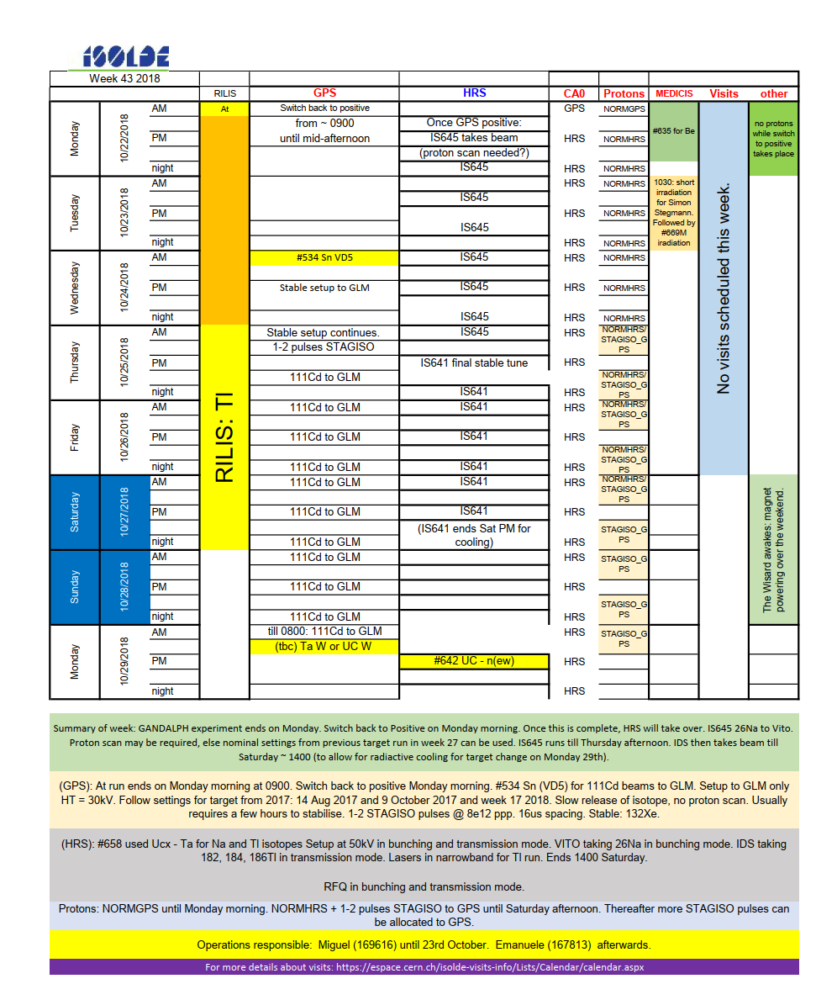 ISOLDE
Week 43 2018
RILIS GPS HRS CA0 Protons MEDICIS Visits other
Monday 10/22/2018 AM At Switch back to positive GPS NORMGPS
from ~ 0900 Once GPS positive:
PM until mid-afternoon IS645 takes beam HRS NORMHRS
(proton scan needed?)
night IS645 HRS NORMHRS
#635 for Be
no protons
while switch
to positive
takes place
Tuesday 10/23/2018 AM HRS NORMHRS
IS645
PM HRS NORMHRS
IS645
night HRS NORMHRS
1030: short
irradiation
for Simon
Stegmann.
Followed by
#669M
iradiation
No visits scheduled this week.
Wednesday 10/24/2018 AM #534 Sn VD5 IS645 HRS NORMHRS
PM Stable setup to GLM IS645 HRS NORMHRS
night IS645 HRS NORMHRS
RILIS: Tl
Thursday 10/25/2018 AM Stable setup continues. IS645 HRS NORMHRS/
STAGISO_G
PS
1-2 pulses STAGISO
PM IS641 final stable tune HRS
111Cd to GLM NORMHRS/
STAGISO_G
PS
night IS641 HRS
Friday 10/26/2018 AM 111Cd to GLM IS641 HRS NORMHRS/
STAGISO_G
PS
PM 111Cd to GLM IS641 HRS
NORMHRS/
STAGISO_G
PS
night 111Cd to GLM IS641 HRS
Saturday 10/27/2018 AM 111Cd to GLM IS641 HRS NORMHRS/
STAGISO_G
PS
PM 111Cd to GLM IS641 HRS
(IS641 ends Sat PM for
cooling)
STAGISO_G
PS
night 111Cd to GLM HRS
The Wisard awakes: magnet
powering over the weekend.
Sunday 10/28/2018 AM 111Cd to GLM HRS STAGISO_G
PS
PM 111Cd to GLM HRS
STAGISO_G
PS
night 111Cd to GLM HRS
Monday 10/29/2018 AM till 0800: 111Cd to GLM HRS STAGISO_G
PS
(tbc) Ta W or UC W
PM #642 UC - n(ew) HRS
night HRS
Summary of week: GANDALPH experiment ends on Monday. Switch back to Positive on Monday morning. Once this is complete, HRS will take over. IS645 26Na to Vito.
Proton scan may be required, else nominal settings from previous target run in week 27 can be used. IS645 runs till Thursday afternoon. IDS then takes beam till
Saturday ~ 1400 (to allow for radiactive cooling for target change on Monday 29th).
(GPS): At run ends on Monday morning at 0900. Switch back to positive Monday morning. #534 Sn (VD5) for 111Cd beams to GLM. Setup to GLM only
HT = 30kV. Follow settings for target from 2017: 14 Aug 2017 and 9 October 2017 and week 17 2018. Slow release of isotope, no proton scan. Usually
requires a few hours to stabilise. 1-2 STAGISO pulses @ 8e12 ppp. 16us spacing. Stable: 132Xe.
(HRS): #658 used Ucx - Ta for Na and Tl isotopes Setup at 50kV in bunching and transmission mode. VITO taking 26Na in bunching mode. IDS taking
182, 184, 186Tl in transmission mode. Lasers in narrowband for Tl run. Ends 1400 Saturday.
RFQ in bunching and transmission mode.
Protons: NORMGPS until Monday morning. NORMHRS + 1-2 pulses STAGISO to GPS until Saturday afternoon. Thereafter more STAGISO pulses can
be allocated to GPS.
Operations responsible: Miguel (169616) until 23rd October. Emanuele (167813) afterwards.
For more details about visits: https://espace.cern.ch/isolde-visits-info/Lists/Calendar/calendar.aspx